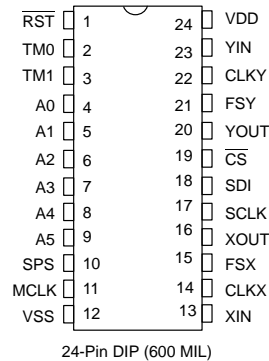 RST 1 24 VDD
TM0 2 23 YIN
TM1 3 22 CLKY
A0 4 21 FSY
A1 5 20 YOUT
A2 6 19 CS
A3 7 18 SDI
A4 8 17 SCLK
A5 9 16 XOUT
SPS 10 15 FSX
MCLK 11 14 CLKX
VSS 12 13 XIN
24-Pin DIP (600 MIL)